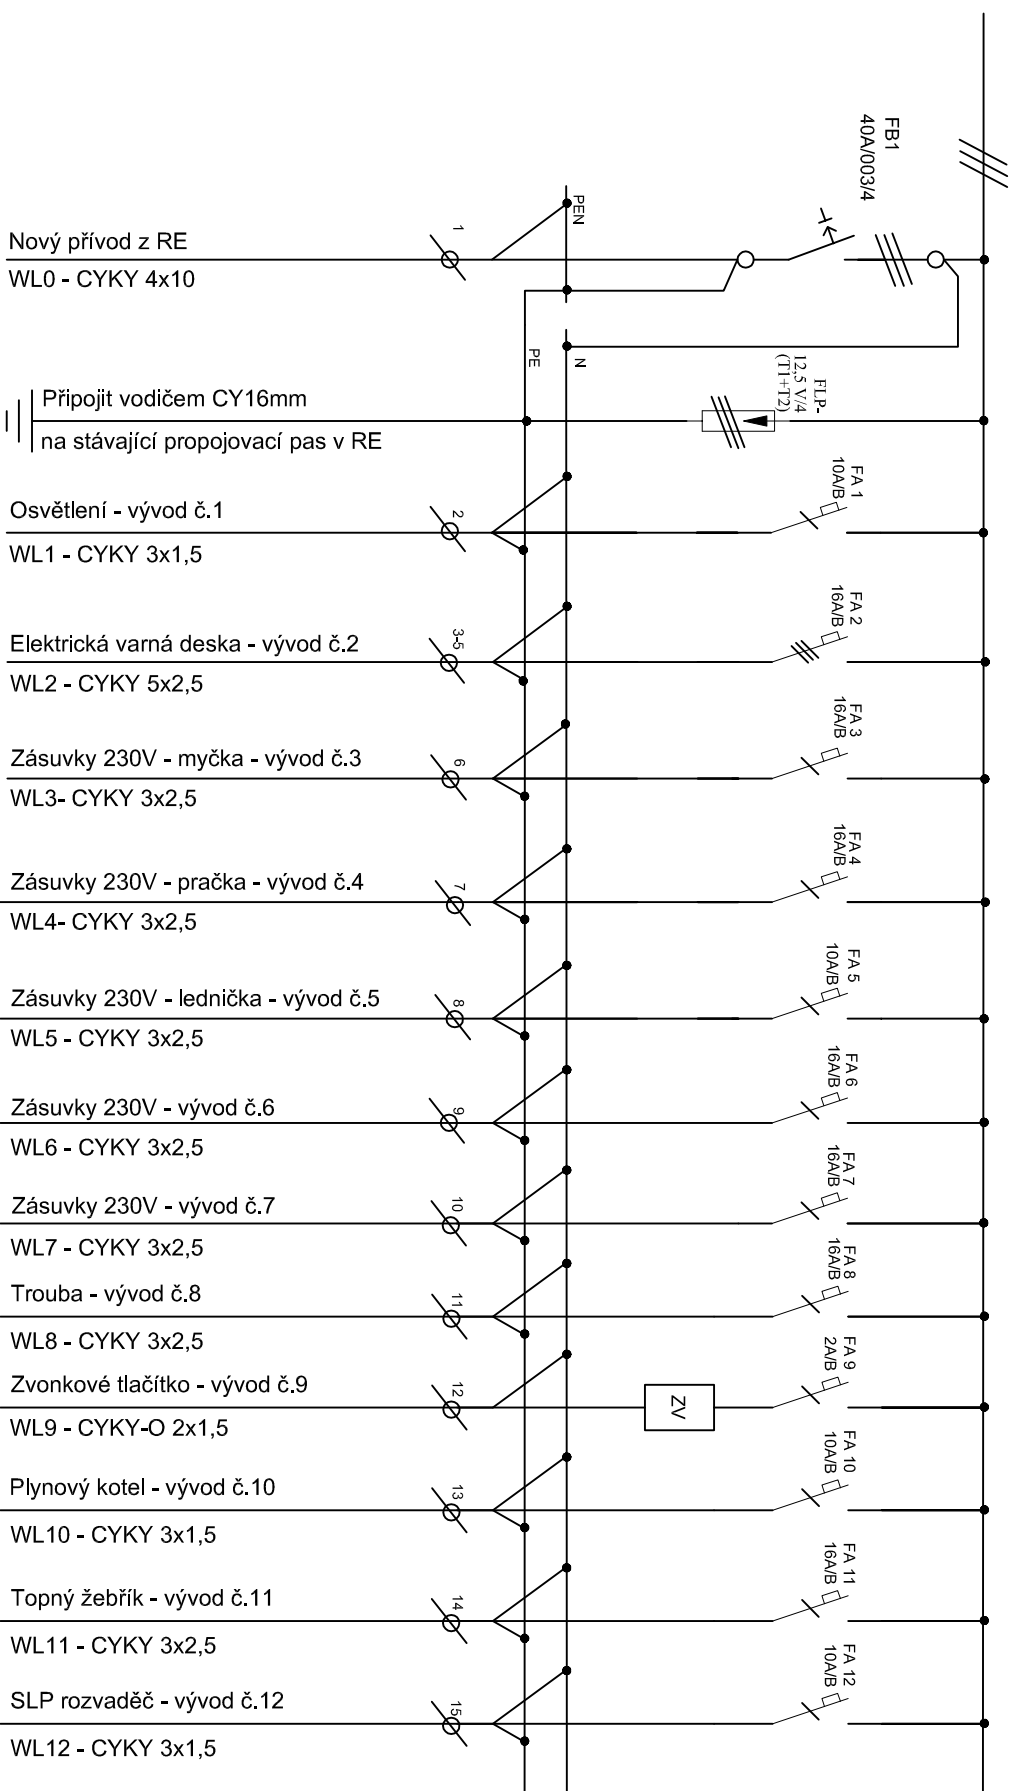 FB1
40A/003/4
PEN
1
Nový přívod z RE
WL0 - CYKY 4x10
PE
N
FLP-
12,5 V/4
(T1+T2)
Připojit vodičem CY16mm
na stávající propojovací pas v RE
FA 1
10A/B
Osvětlení - vývod č.1
2
WL1 - CYKY 3x1,5
FA 2
16A/B
Elektrická varná deska - vývod č.2
3-5
WL2 - CYKY 5x2,5
FA 3
16A/B
Zásuvky 230V - myčka - vývod č.3
6
WL3- CYKY 3x2,5
FA 4
16A/B
Zásuvky 230V - pračka - vývod č.4
7
WL4- CYKY 3x2,5
FA 5
10A/B
Zásuvky 230V - lednička - vývod č.5
8
WL5 - CYKY 3x2,5
FA 6
16A/B
Zásuvky 230V - vývod č.6
9
WL6 - CYKY 3x2,5
FA 7
16A/B
Zásuvky 230V - vývod č.7
10
WL7 - CYKY 3x2,5
FA 8
16A/B
Trouba - vývod č.8
11
WL8 - CYKY 3x2,5
FA 9
2A/B
Zvonkové tlačítko - vývod č.9
12
ZV
WL9 - CYKY-O 2x1,5
FA 10
10A/B
Plynový kotel - vývod č.10
13
WL10 - CYKY 3x1,5
FA 11
16A/B
Topný žebřík - vývod č.11
14
WL11 - CYKY 3x2,5
FA 12
10A/B
SLP rozvaděč - vývod č.12
15
WL12 - CYKY 3x1,5